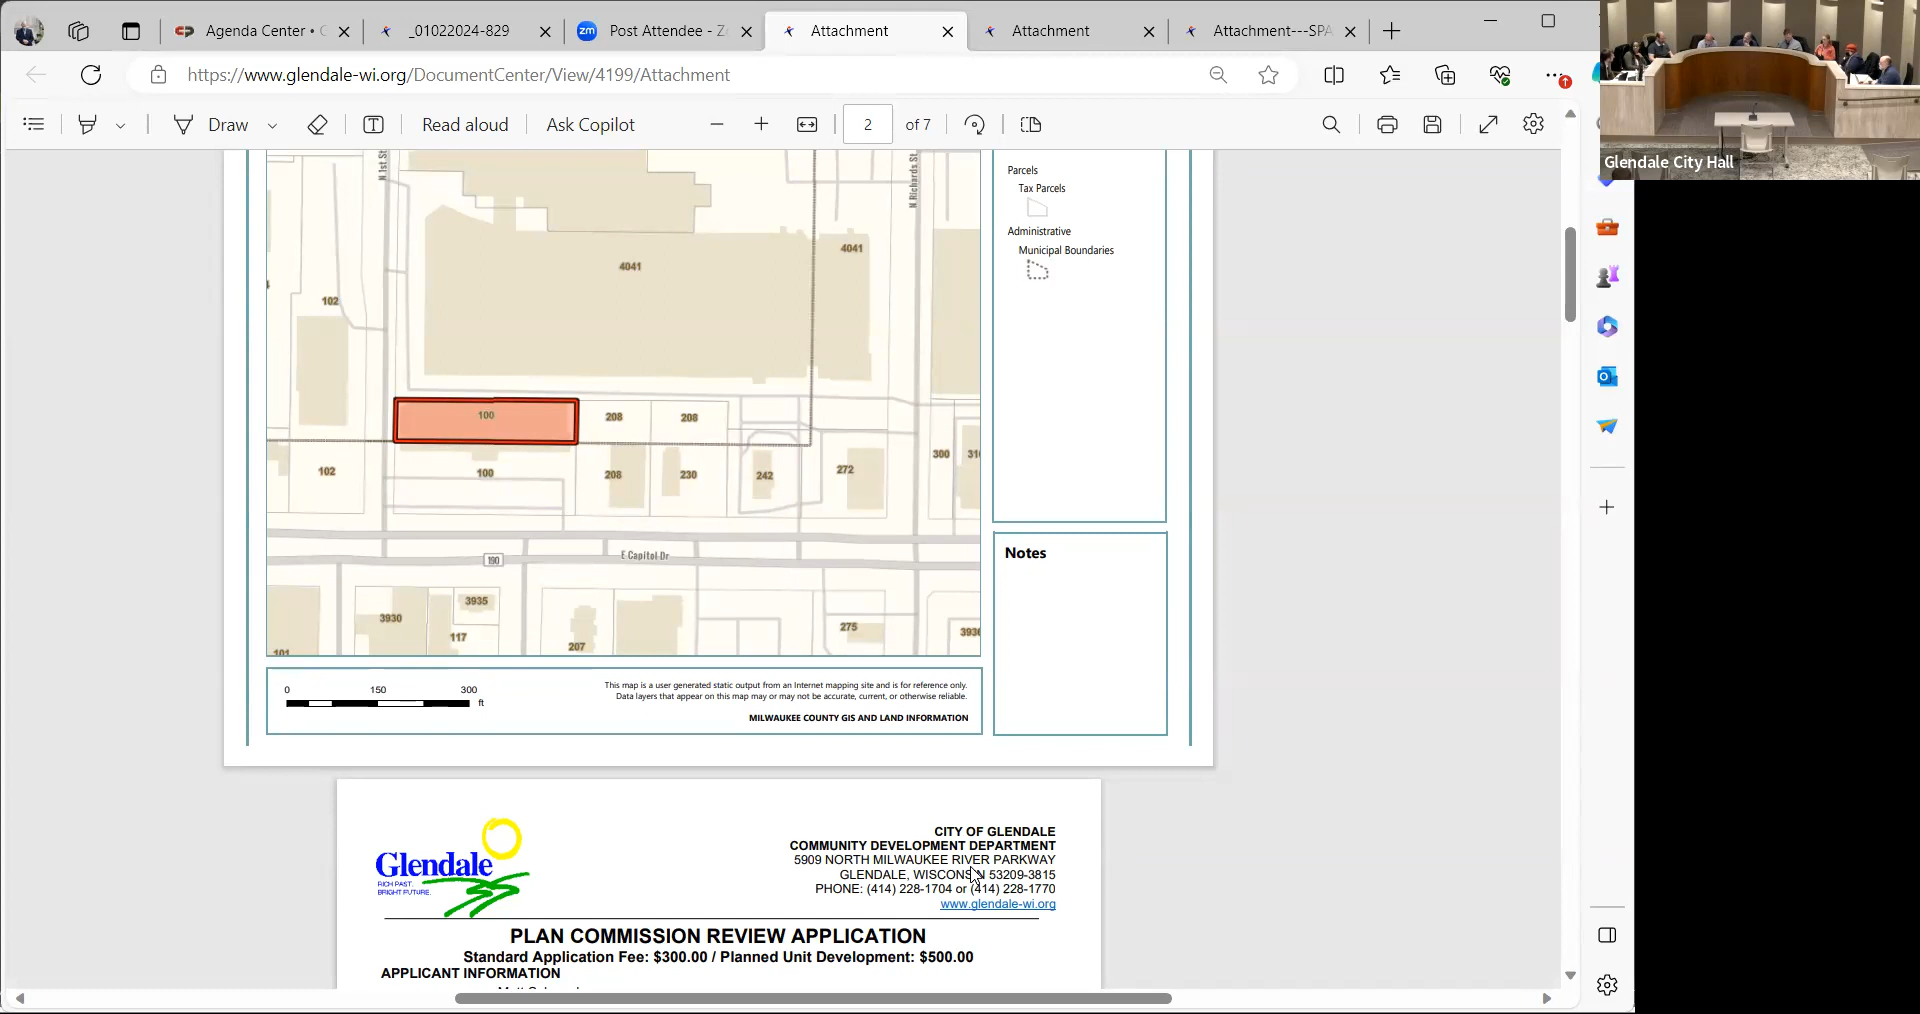 Agenda Center • C
_01022024-829
zm Post Attendee - Z
Attachment
Attachment
Attachment---SPA
https://www.glendale-wi.org/DocumentCenter/View/4199/Attachment
Draw
Read aloud
Ask Copilot
2 of 7
Glendale City Hall
N 1st St
N Richards St
4041
4041
102
100
208
208
102
100
208
230
242
272
300
31
190
E Capitol Dr
3935
3930
117
207
275
3930
101
Parcels
Tax Parcels
Administrative
Municipal Boundaries
Notes
0 150 300
ft
This map is a user generated static output from an Internet mapping site and is for reference only.
Data layers that appear on this map may or may not be accurate, current, or otherwise reliable.
MILWAUKEE COUNTY GIS AND LAND INFORMATION
Glendale
RICH PAST.
BRIGHT FUTURE.
CITY OF GLENDALE
COMMUNITY DEVELOPMENT DEPARTMENT
5909 NORTH MILWAUKEE RIVER PARKWAY
GLENDALE, WISCONSIN 53209-3815
PHONE: (414) 228-1704 or (414) 228-1770
www.glendale-wi.org
PLAN COMMISSION REVIEW APPLICATION
Standard Application Fee: $300.00 / Planned Unit Development: $500.00
APPLICANT INFORMATION